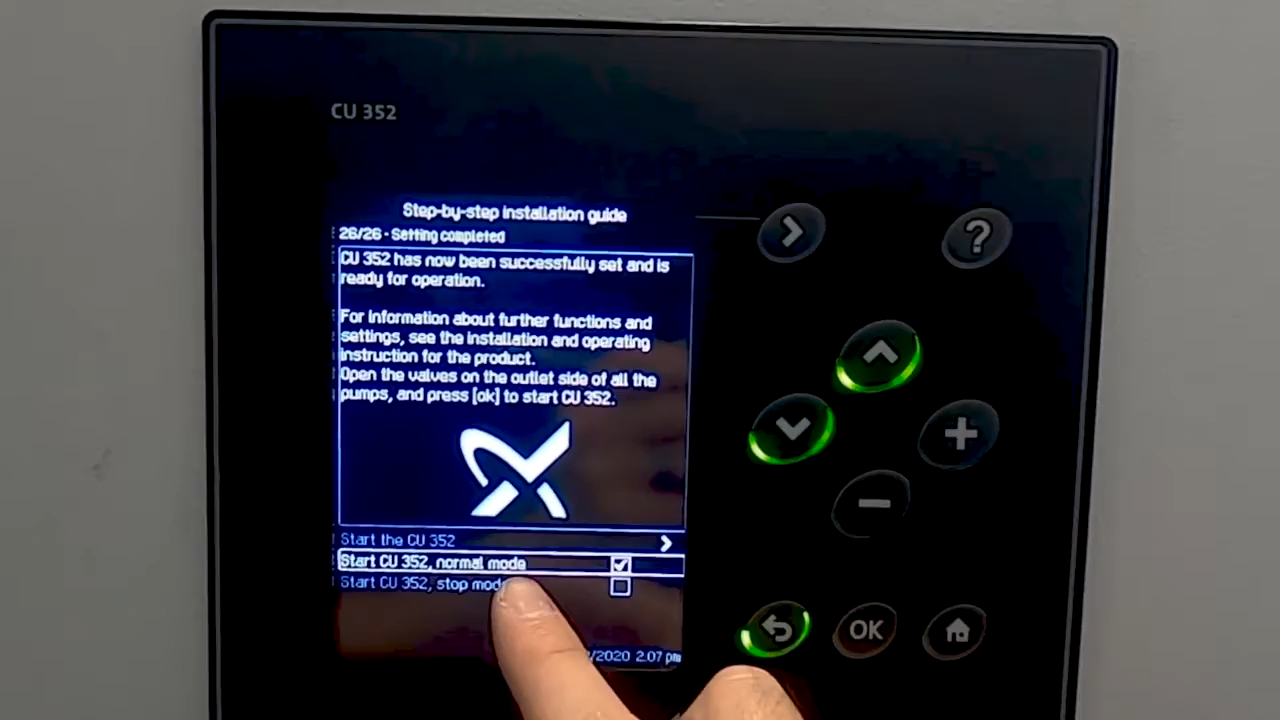 CU 352
Step-by-step installation guide
26/26 - Setting completed
CU 352 has now been successfully set and is
ready for operation.
For information about further functions and
settings, see the installation and operating
instruction for the product.
Open the valves on the outlet side of all the
pumps, and press [ok] to start CU 352.
Start the CU 352
Start CU 352, normal mode
Start CU 352, stop mod
/2020 2.07 pm
?
OK